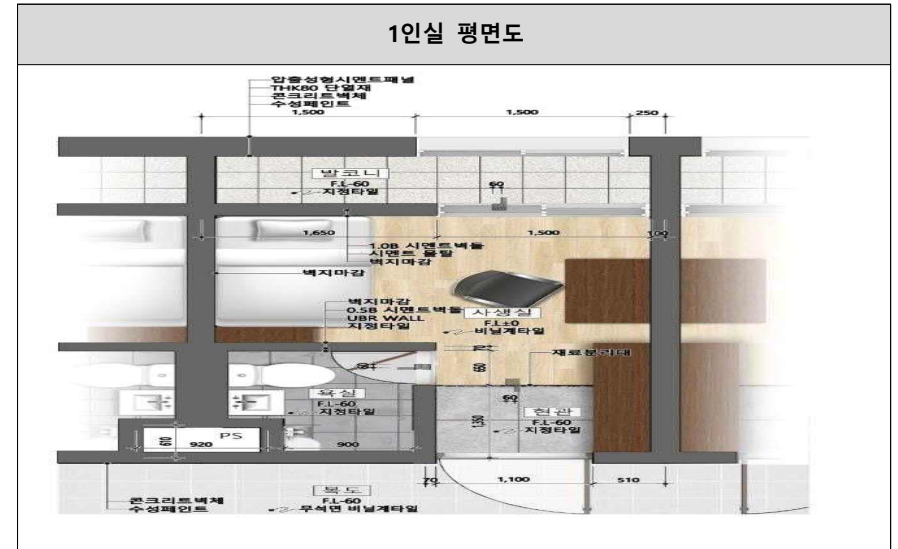 1인실 평면도
압출성형시멘트패널
THK80 단열재
콘크리트벽체
수성페인트
1,500
1,500
250
발코니
F.L-60
지정타일
60
1,650
1,500
100
1.0B 시멘트벽돌
시멘트 몰탈
벽지마감
벽지마감
벽지마감
0.5B 시멘트벽돌
UBR WALL
지정타일
사생실
F.L±0
비닐계타일
재료분리대
욕실
F.L-60
지정타일
60
현관
F.L-60
지정타일
1,350
PS
920
900
70
1,100
510
복도
F.L-60
무석면 비닐계타일
콘크리트벽체
수성페인트